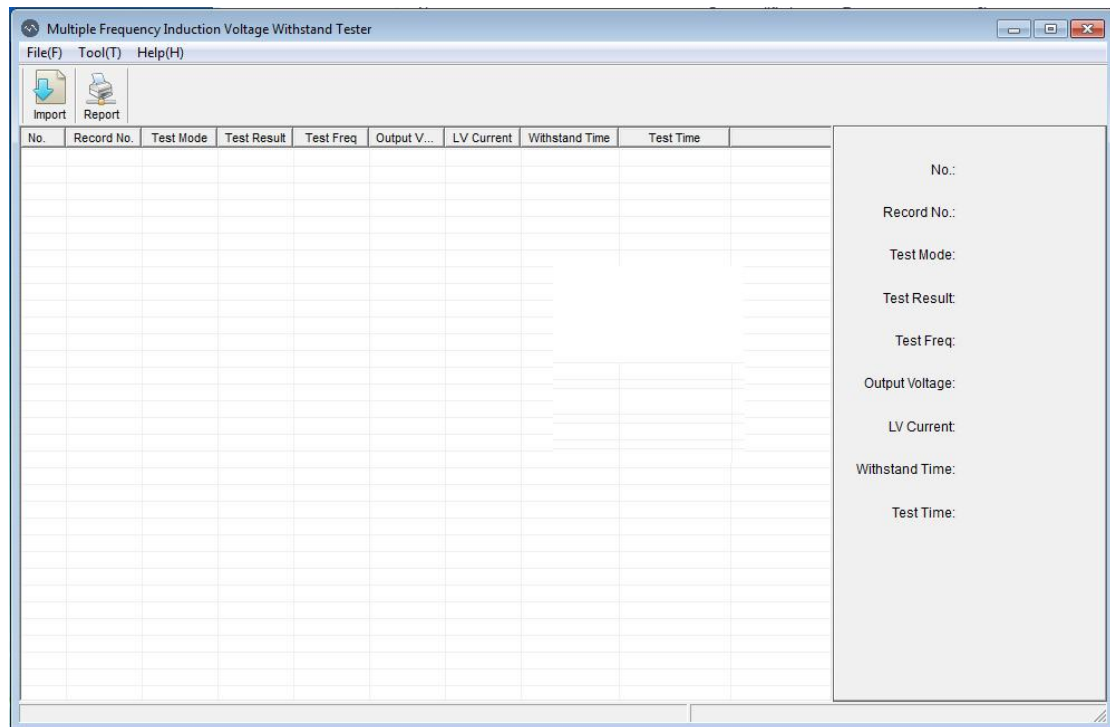 Multiple Frequency Induction Voltage Withstand Tester
File(F) Tool(T) Help(H)
Import Report
No. Record No. Test Mode Test Result Test Freq Output V... LV Current Withstand Time Test Time
No.:
Record No.:
Test Mode:
Test Result:
Test Freq:
Output Voltage:
LV Current:
Withstand Time:
Test Time: